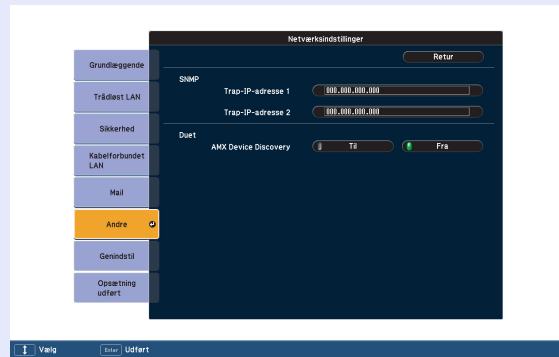 Netværksindstillinger
Retur
Grundlæggende
Trådløst LAN
Sikkerhed
Kabelforbundet
LAN
Mail
Andre
Genindstil
Opsætning
udført
SNMP
Trap-IP-adresse 1 000.000.000.000
Trap-IP-adresse 2 000.000.000.000
Duet
AMX Device Discovery Til Fra
Vælg Enter Udført